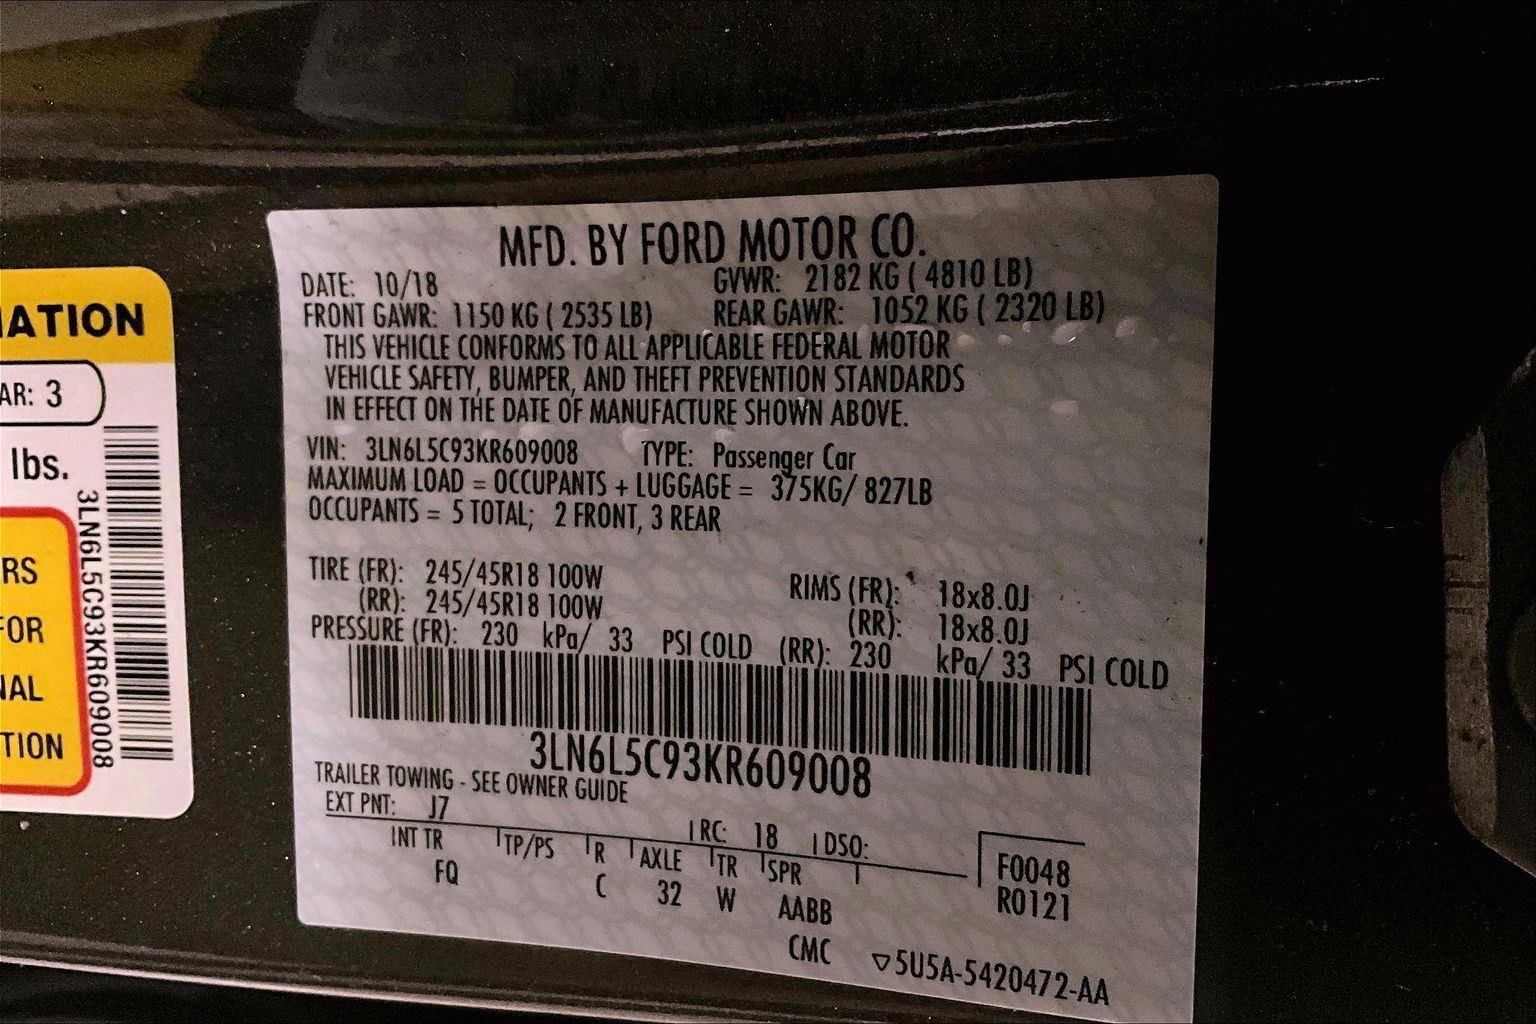 MFD. BY FORD MOTOR CO.
DATE: 10/18 GVWR: 2182 KG ( 4810 LB)
FRONT GAWR: 1150 KG ( 2535 LB) REAR GAWR: 1052 KG ( 2320 LB)
THIS VEHICLE CONFORMS TO ALL APPLICABLE FEDERAL MOTOR
VEHICLE SAFETY, BUMPER, AND THEFT PREVENTION STANDARDS
IN EFFECT ON THE DATE OF MANUFACTURE SHOWN ABOVE.
VIN: 3LN6L5C93KR609008 TYPE: Passenger Car
MAXIMUM LOAD = OCCUPANTS + LUGGAGE = 375KG/ 827LB
OCCUPANTS = 5 TOTAL; 2 FRONT, 3 REAR
TIRE (FR): 245/45R18 100W RIMS (FR): 18x8.0J
(RR): 245/45R18 100W (RR): 18x8.0J
PRESSURE (FR): 230 kPa/ 33 PSI COLD (RR): 230 kPa/ 33 PSI COLD
3LN6L5C93KR609008
TRAILER TOWING - SEE OWNER GUIDE
EXT PNT: J7 RC: 18 DSO: F0048
INT TR TP/PS R AXLE TR SPR R0121
FQ C 32 W AABB
CMC ▽5U5A-5420472-AA
IATION
AR: 3
lbs.
RS
FOR
NAL
TION
3LN6L5C93KR609008